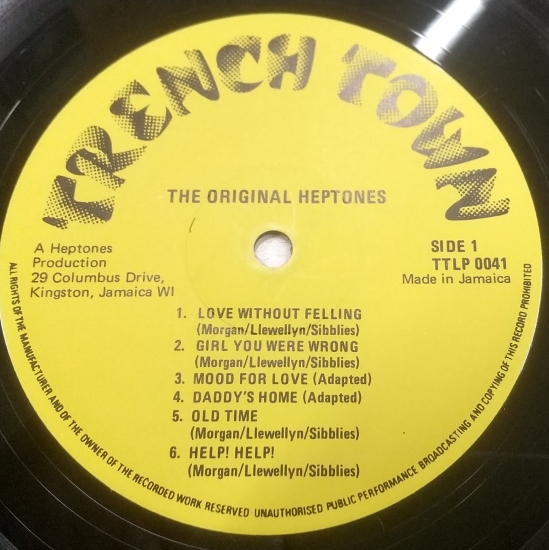 TRENCH TOWN
THE ORIGINAL HEPTONES
A Heptones
Production
29 Columbus Drive,
Kingston, Jamaica WI
SIDE 1
TTLP 0041
Made in Jamaica
1. LOVE WITHOUT FELLING
(Morgan/Llewellyn/Sibblies)
2. GIRL YOU WERE WRONG
(Morgan/Llewellyn/Sibblies)
3. MOOD FOR LOVE (Adapted)
4. DADDY'S HOME (Adapted)
5. OLD TIME
(Morgan/Llewellyn/Sibblies)
6. HELP! HELP!
(Morgan/Llewellyn/Sibblies)
ALL RIGHTS OF THE MANUFACTURER AND OF THE OWNER OF THE RECORDED WORK RESERVED UNAUTHORISED PUBLIC PERFORMANCE BROADCASTING AND COPYING OF THIS RECORD PROHIBITED